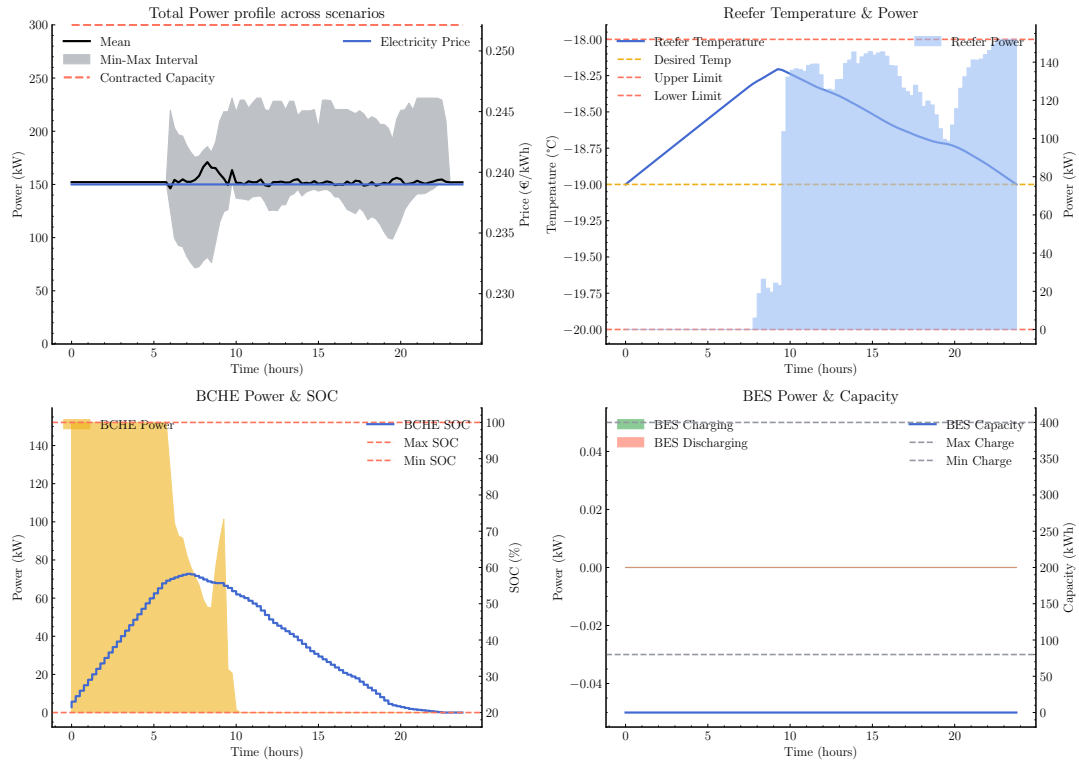 Total Power profile across scenarios
Mean
Min-Max Interval
Contracted Capacity
Electricity Price
0
50
100
150
200
250
300
0.230
0.235
0.240
0.245
0.250
0
5
10
15
20
Power (kW)
Price (€/kWh)
Time (hours)
Reefer Temperature & Power
Reefer Temperature
Desired Temp
Upper Limit
Lower Limit
Reefer Power
−18.00
−18.25
−18.50
−18.75
−19.00
−19.25
−19.50
−19.75
−20.00
0
20
40
60
80
100
120
140
0
5
10
15
20
Temperature (°C)
Power (kW)
Time (hours)
BCHE Power & SOC
BCHE Power
BCHE SOC
Max SOC
Min SOC
0
20
40
60
80
100
120
140
20
30
40
50
60
70
80
90
100
0
5
10
15
20
Power (kW)
SOC (%)
Time (hours)
BES Power & Capacity
BES Charging
BES Discharging
BES Capacity
Max Charge
Min Charge
0.04
0.02
0.00
−0.02
−0.04
0
50
100
150
200
250
300
350
400
0
5
10
15
20
Power (kW)
Capacity (kWh)
Time (hours)